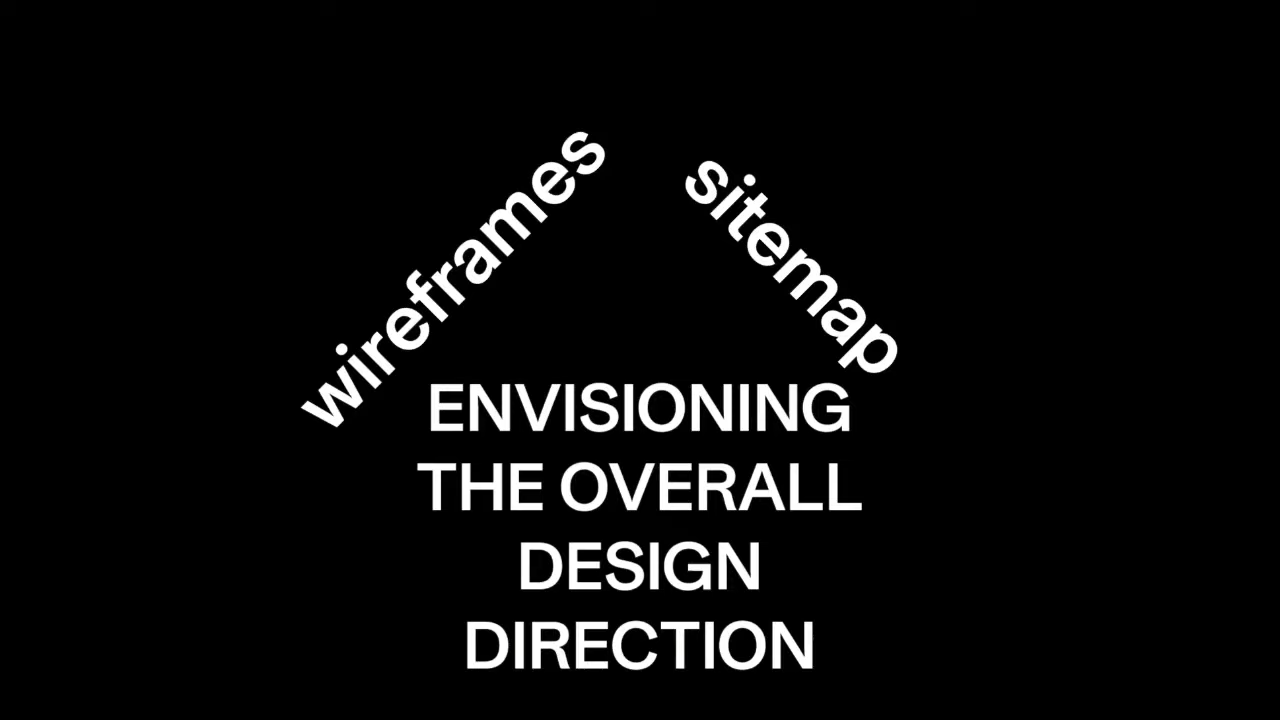 wireframes
sitemap
ENVISIONING
THE OVERALL
DESIGN
DIRECTION